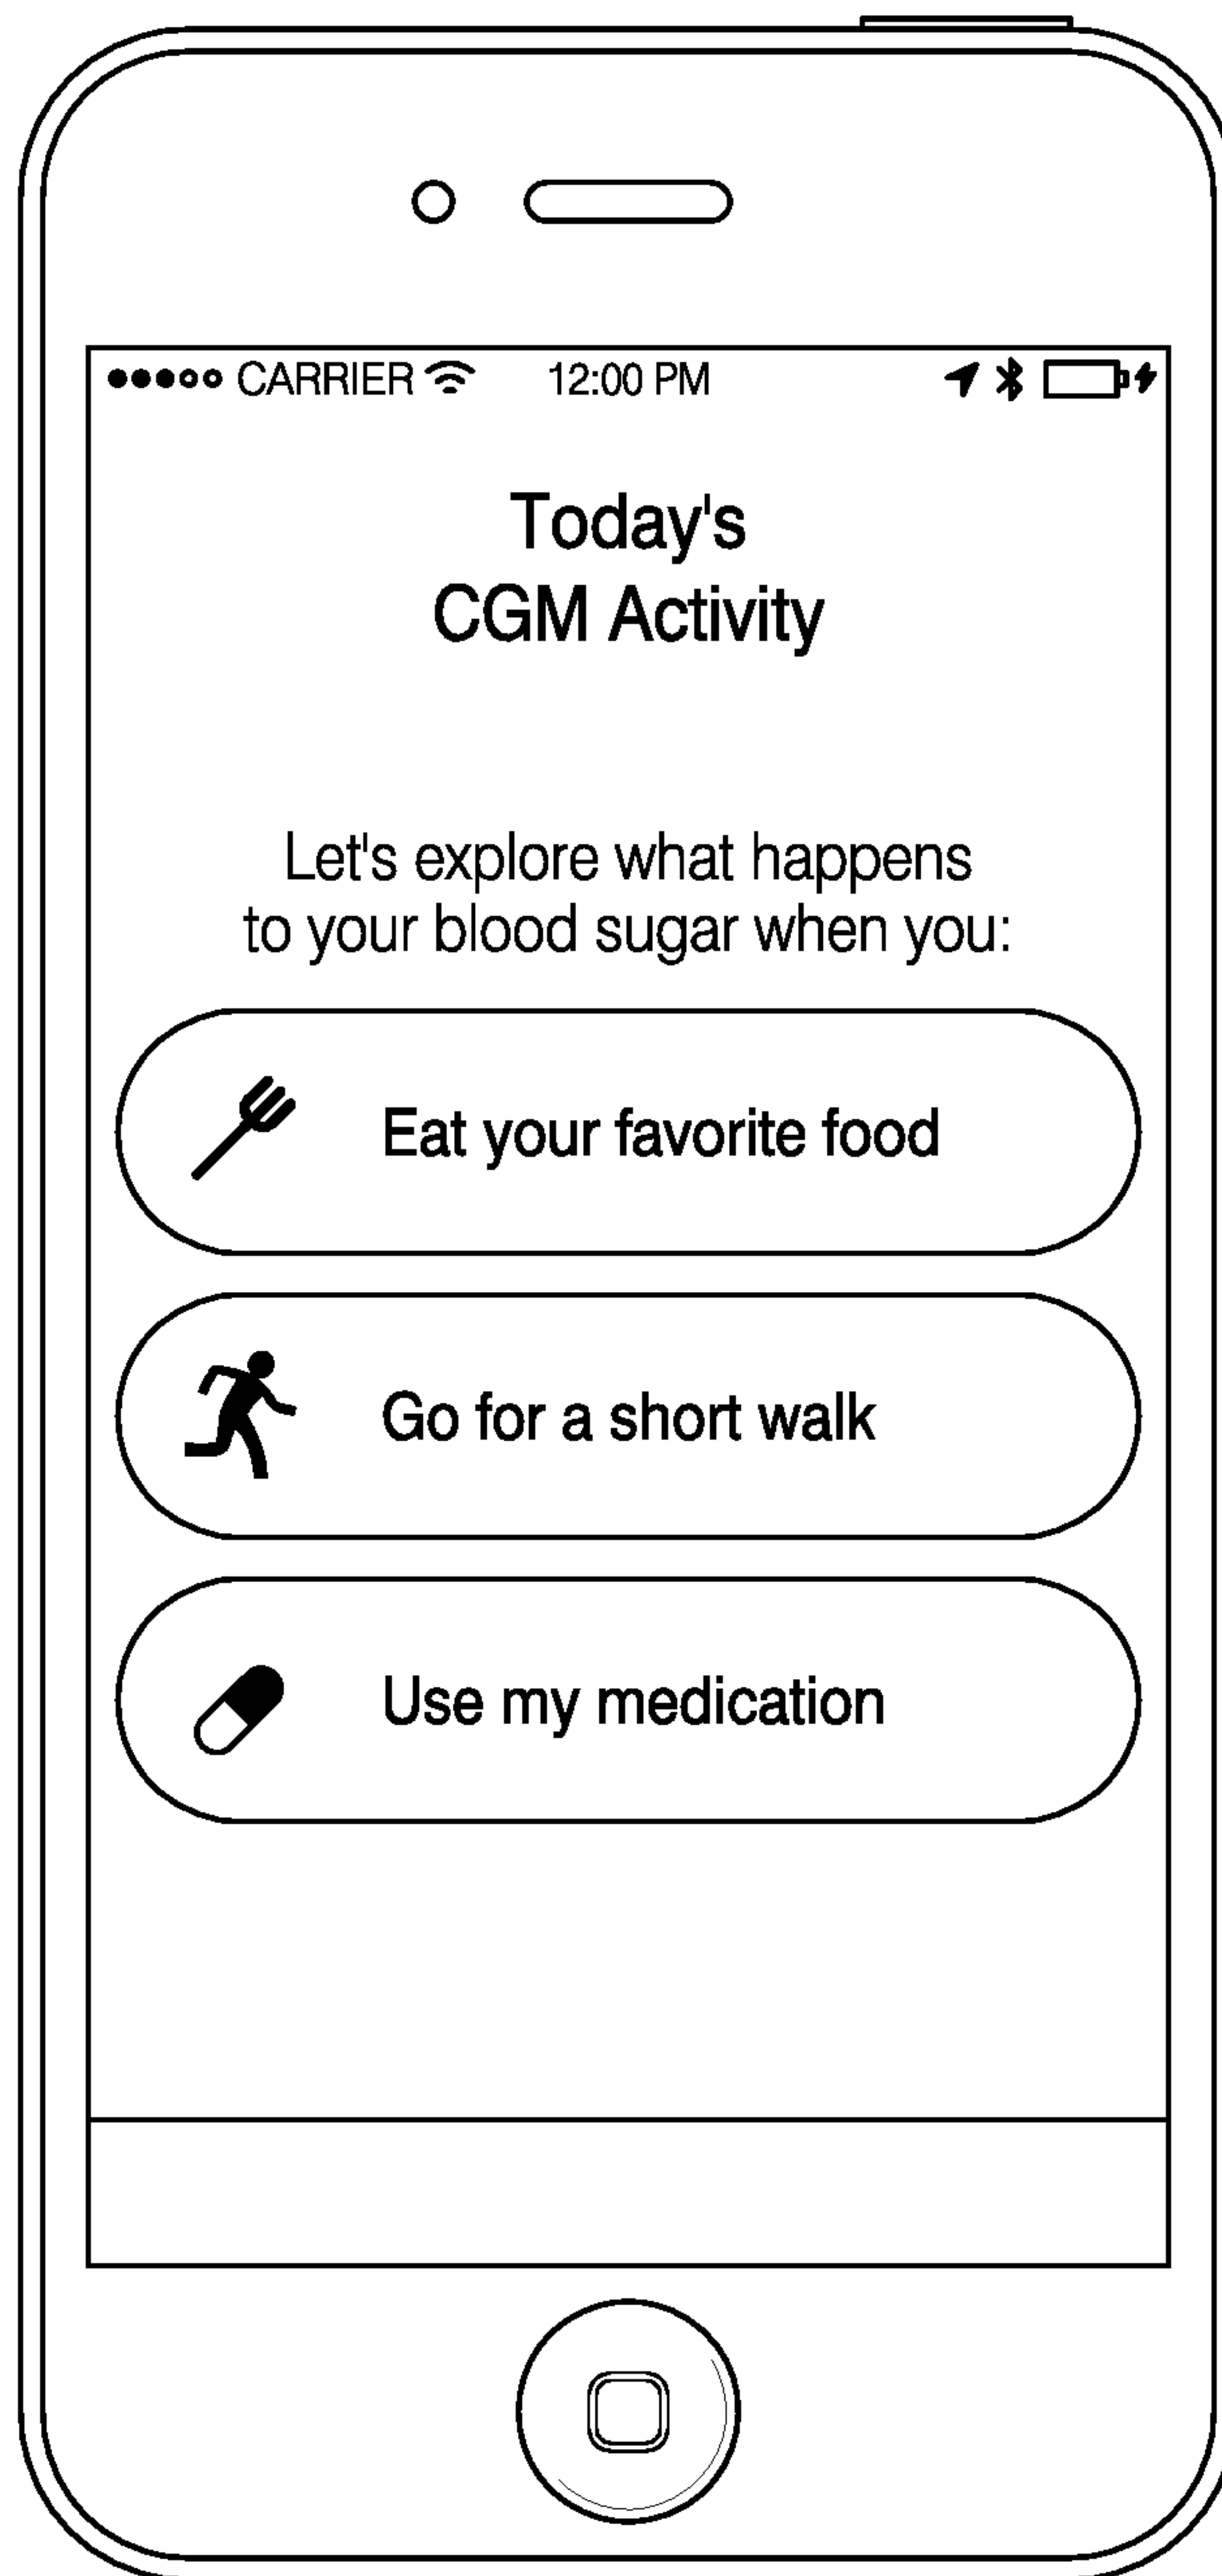 CARRIER 12:00 PM
Today's
CGM Activity
Let's explore what happens
to your blood sugar when you:
Eat your favorite food
Go for a short walk
Use my medication